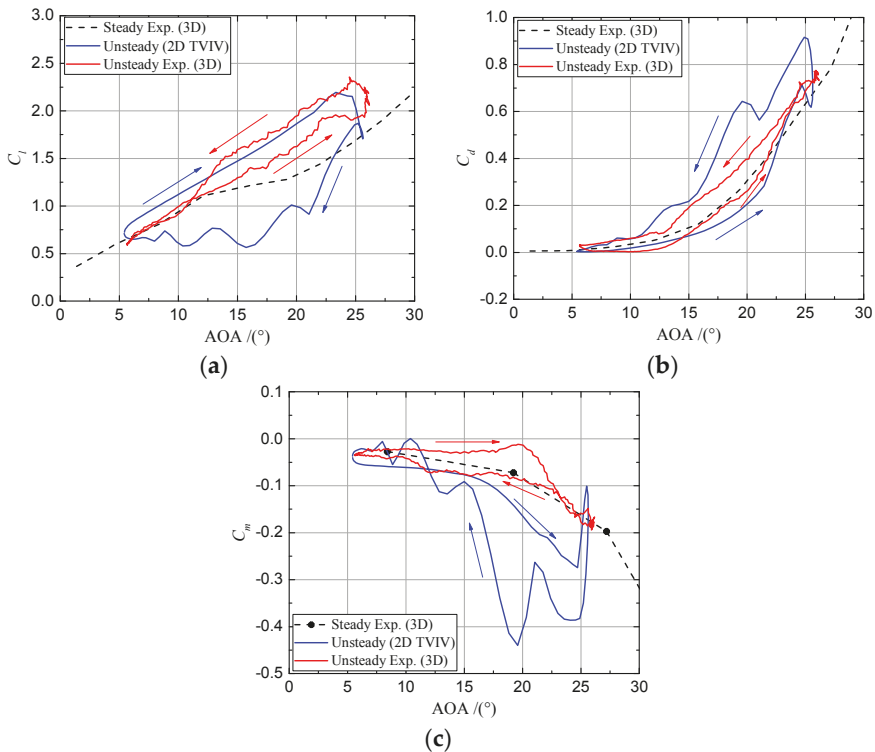 Steady Exp. (3D)
Unsteady (2D TVIV)
Unsteady Exp. (3D)
3.0
2.5
2.0
1.5
1.0
0.5
0.0
C_l
0 5 10 15 20 25 30
AOA /(°)
(a)
Steady Exp. (3D)
Unsteady (2D TVIV)
Unsteady Exp. (3D)
1.0
0.8
0.6
0.4
0.2
0.0
-0.2
C_d
0 5 10 15 20 25 30
AOA /(°)
(b)
0.1
0.0
-0.1
-0.2
-0.3
-0.4
-0.5
C_m
Steady Exp. (3D)
Unsteady (2D TVIV)
Unsteady Exp. (3D)
0 5 10 15 20 25 30
AOA /(°)
(c)